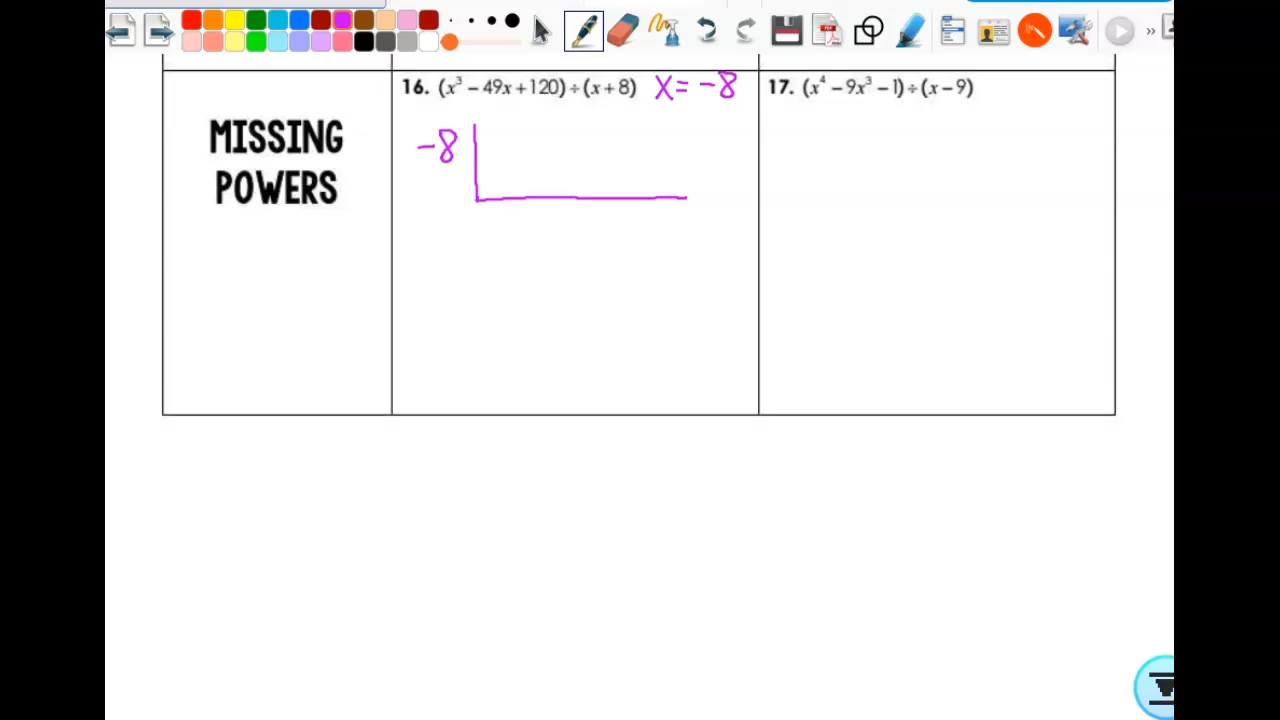 16. (x³ − 49x + 120) ÷ (x + 8) x = −8
17. (x⁴ − 9x³ − 1) ÷ (x − 9)
MISSING
POWERS
−8